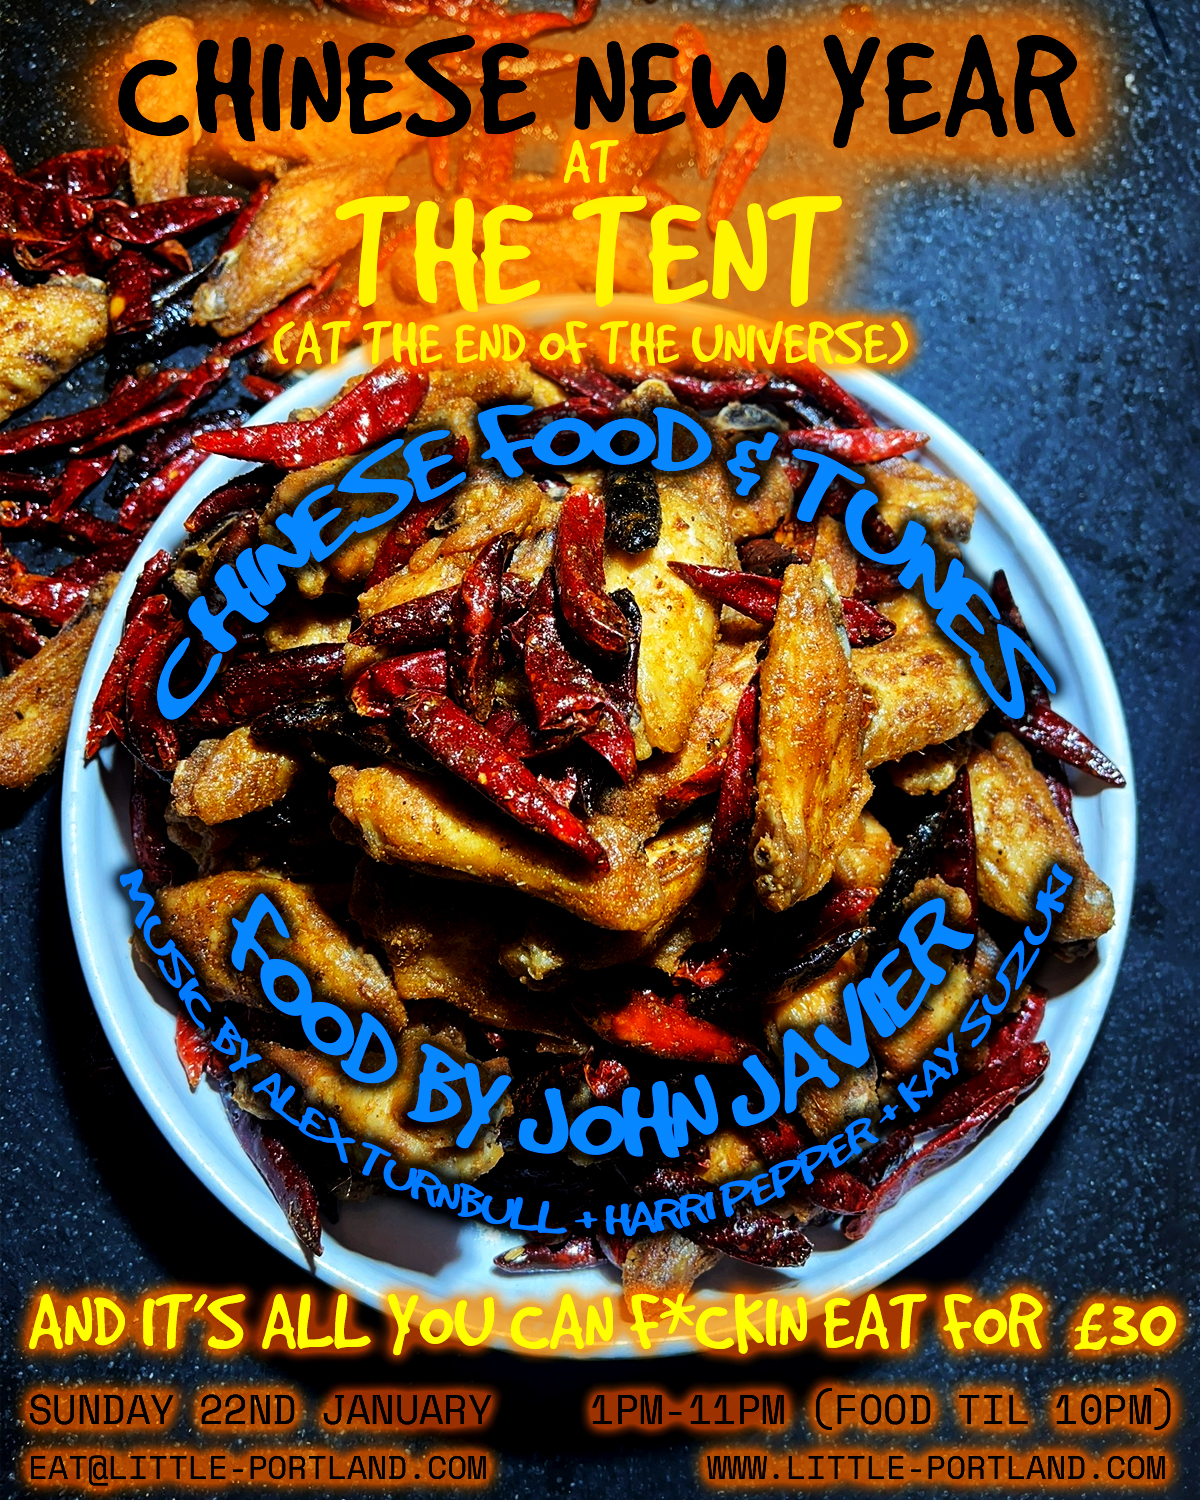 CHINESE NEW YEAR
AT
THE TENT
(AT THE END OF THE UNIVERSE)
CHINESE FOOD & TUNES
FOOD BY JOHN JAVIER
MUSIC BY ALEX TURNBULL + HARRI PEPPER + KAY SUZUKI
AND IT'S ALL YOU CAN F*CKIN EAT FOR £30
SUNDAY 22ND JANUARY 1PM-11PM (FOOD TIL 10PM)
EAT@LITTLE-PORTLAND.COM WWW.LITTLE-PORTLAND.COM